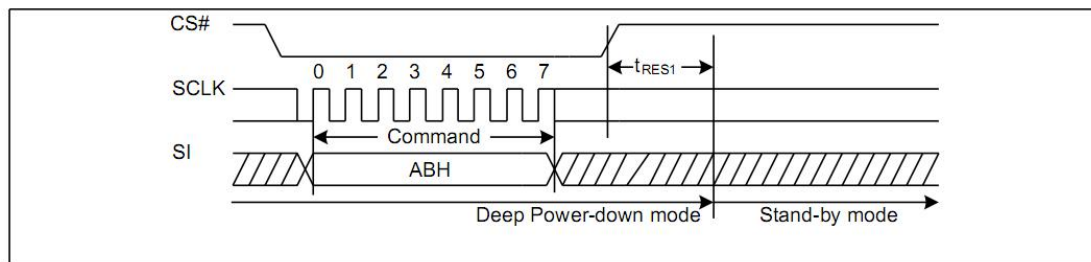 CS#
tRES1
0 1 2 3 4 5 6 7
SCLK
Command
SI
ABH
Deep Power-down mode Stand-by mode